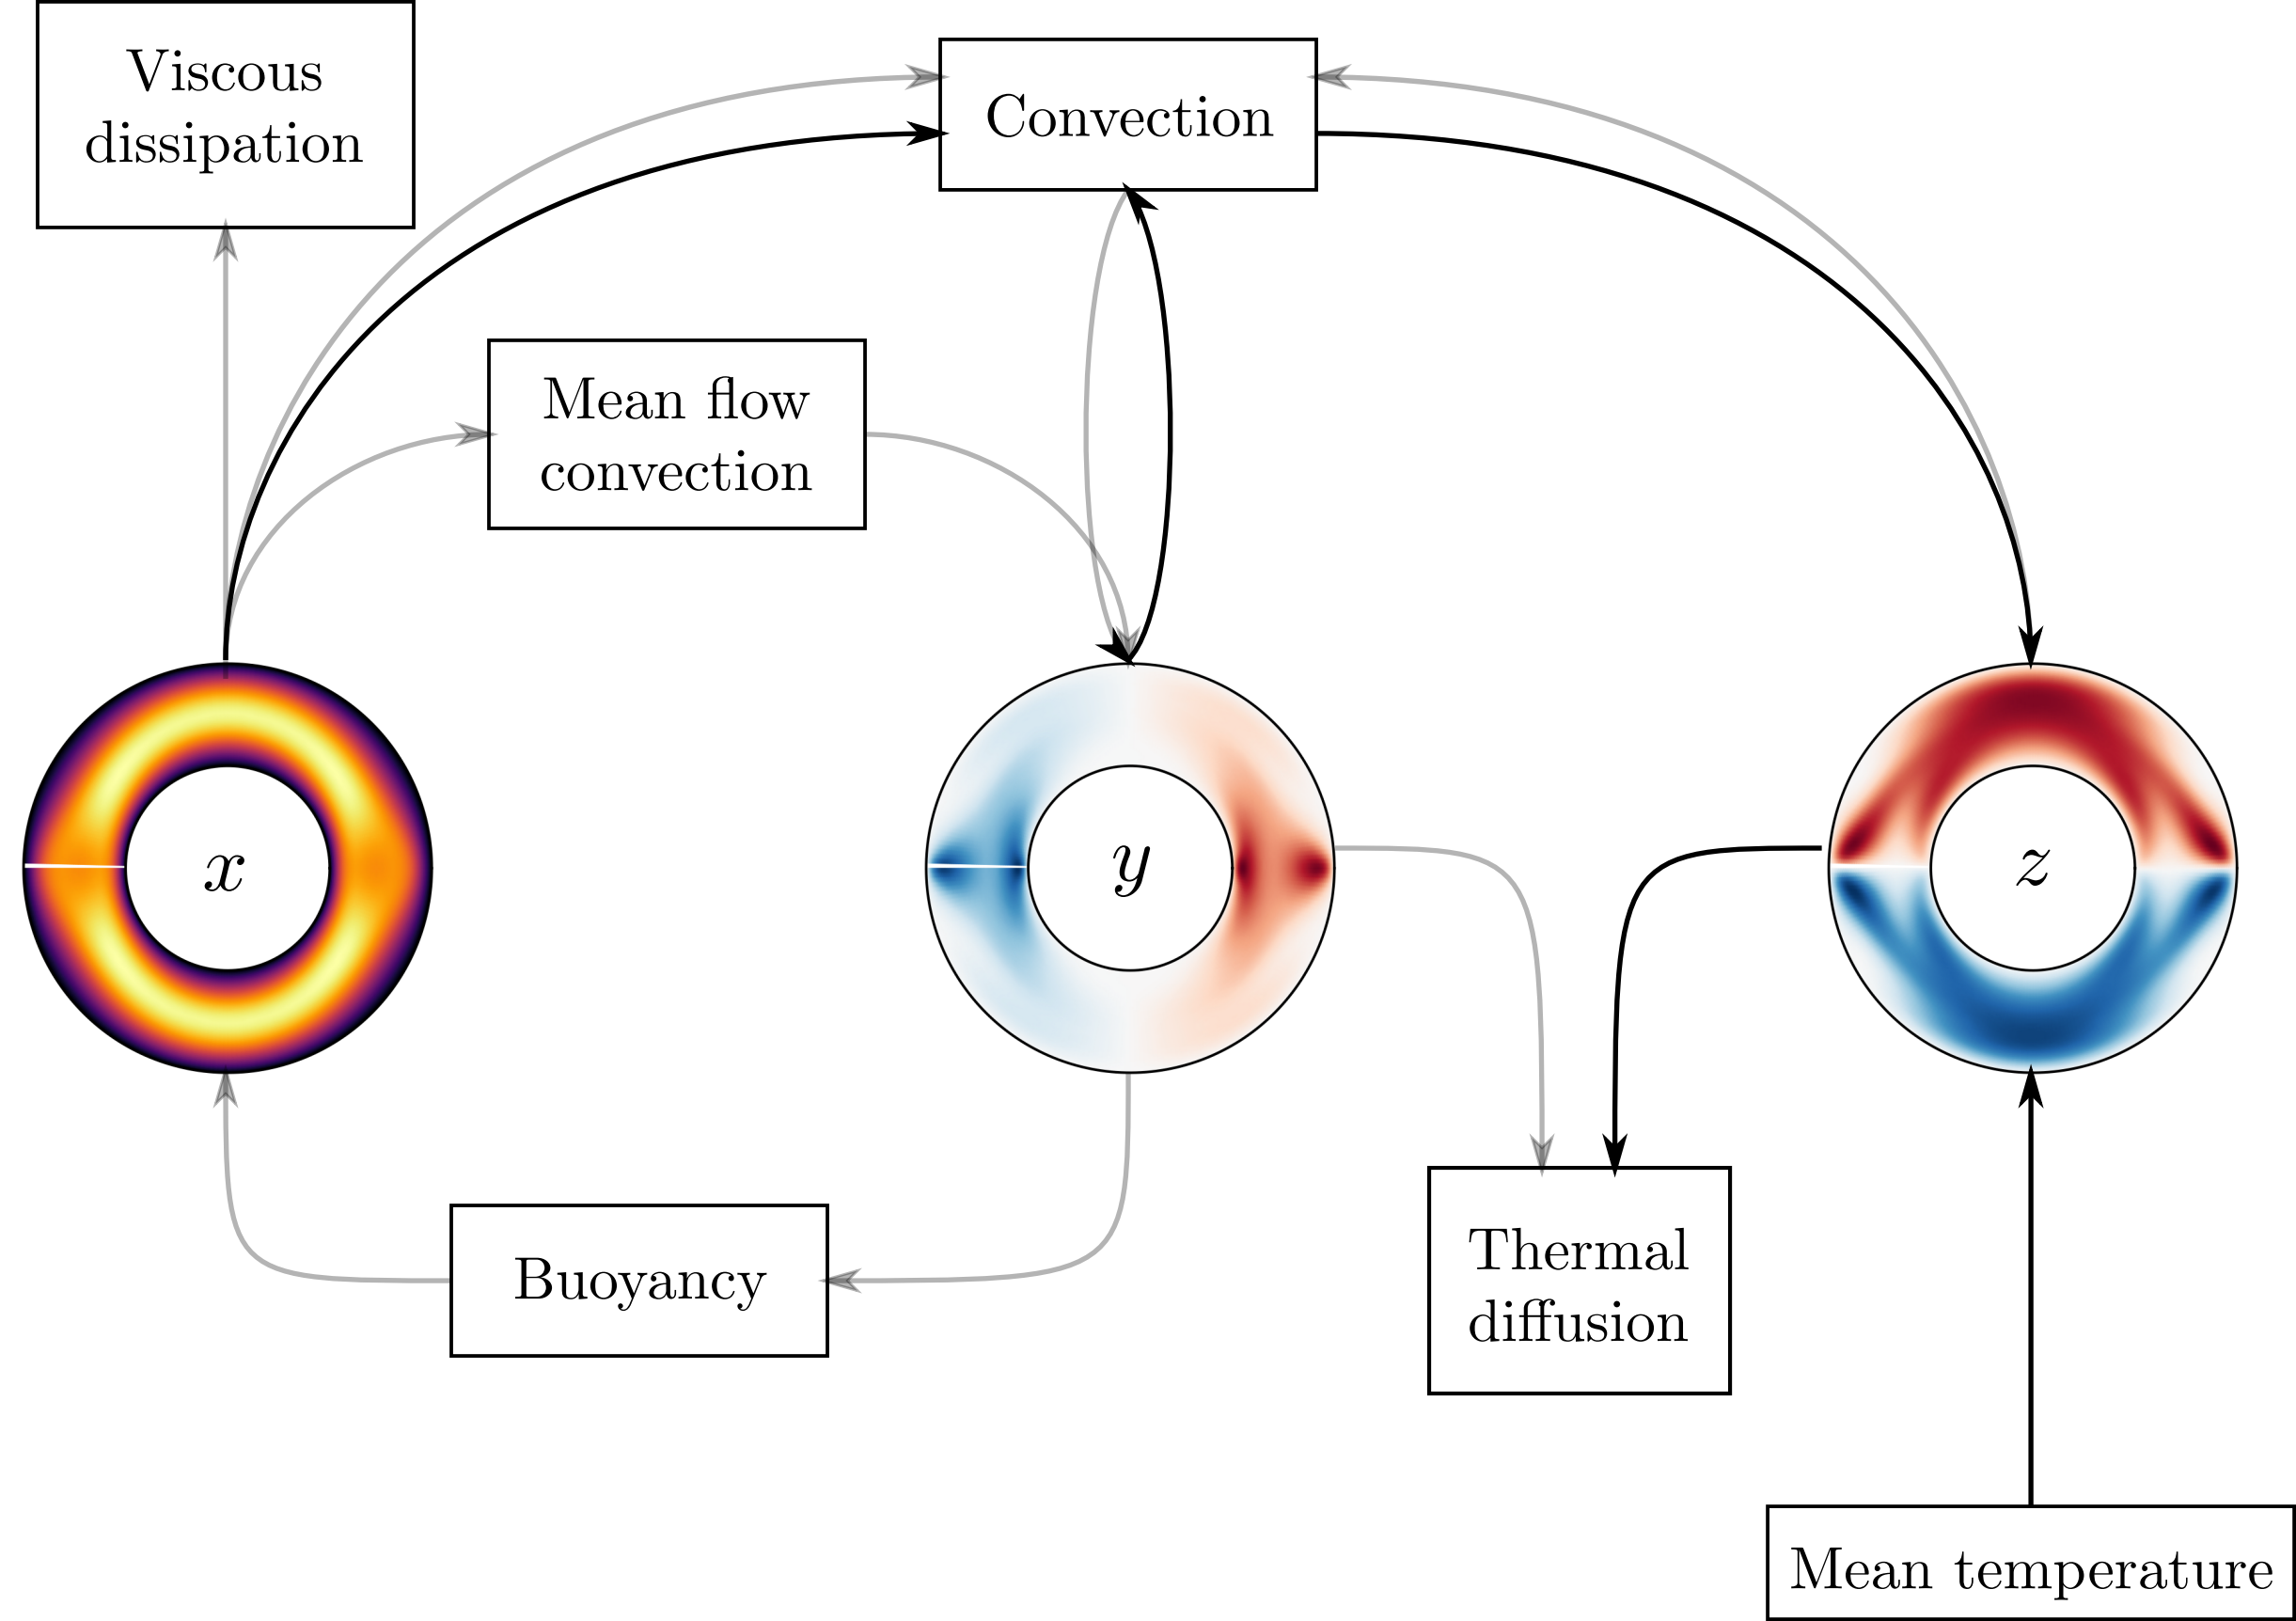 Viscous
dissipation
Convection
Mean flow
convection
x
y
z
Buoyancy
Thermal
diffusion
Mean temperature